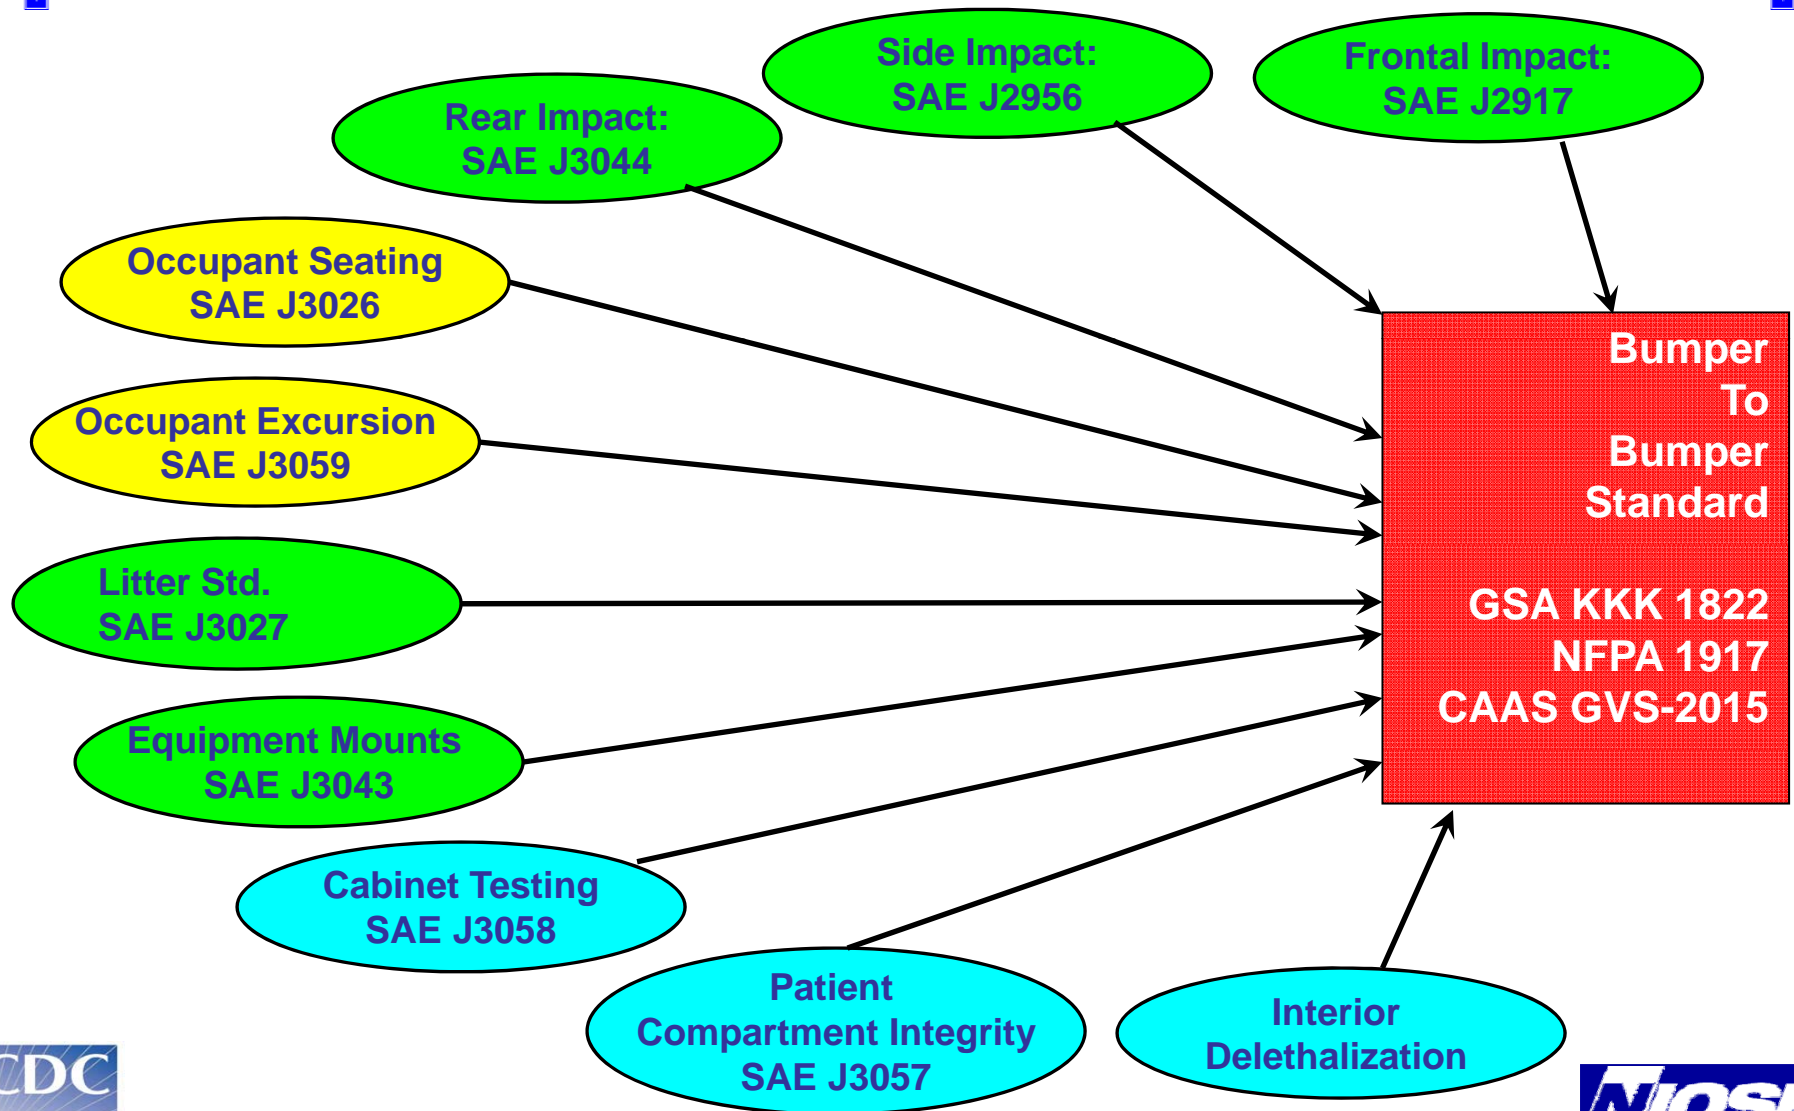 Side Impact:
SAE J2956
Frontal Impact:
SAE J2917
Rear Impact:
SAE J3044
Occupant Seating
SAE J3026
Occupant Excursion
SAE J3059
Litter Std.
SAE J3027
Equipment Mounts
SAE J3043
Cabinet Testing
SAE J3058
Patient
Compartment Integrity
SAE J3057
Interior
Delethalization
Bumper
To
Bumper
Standard
GSA KKK 1822
NFPA 1917
CAAS GVS-2015
CDC
NIOSH